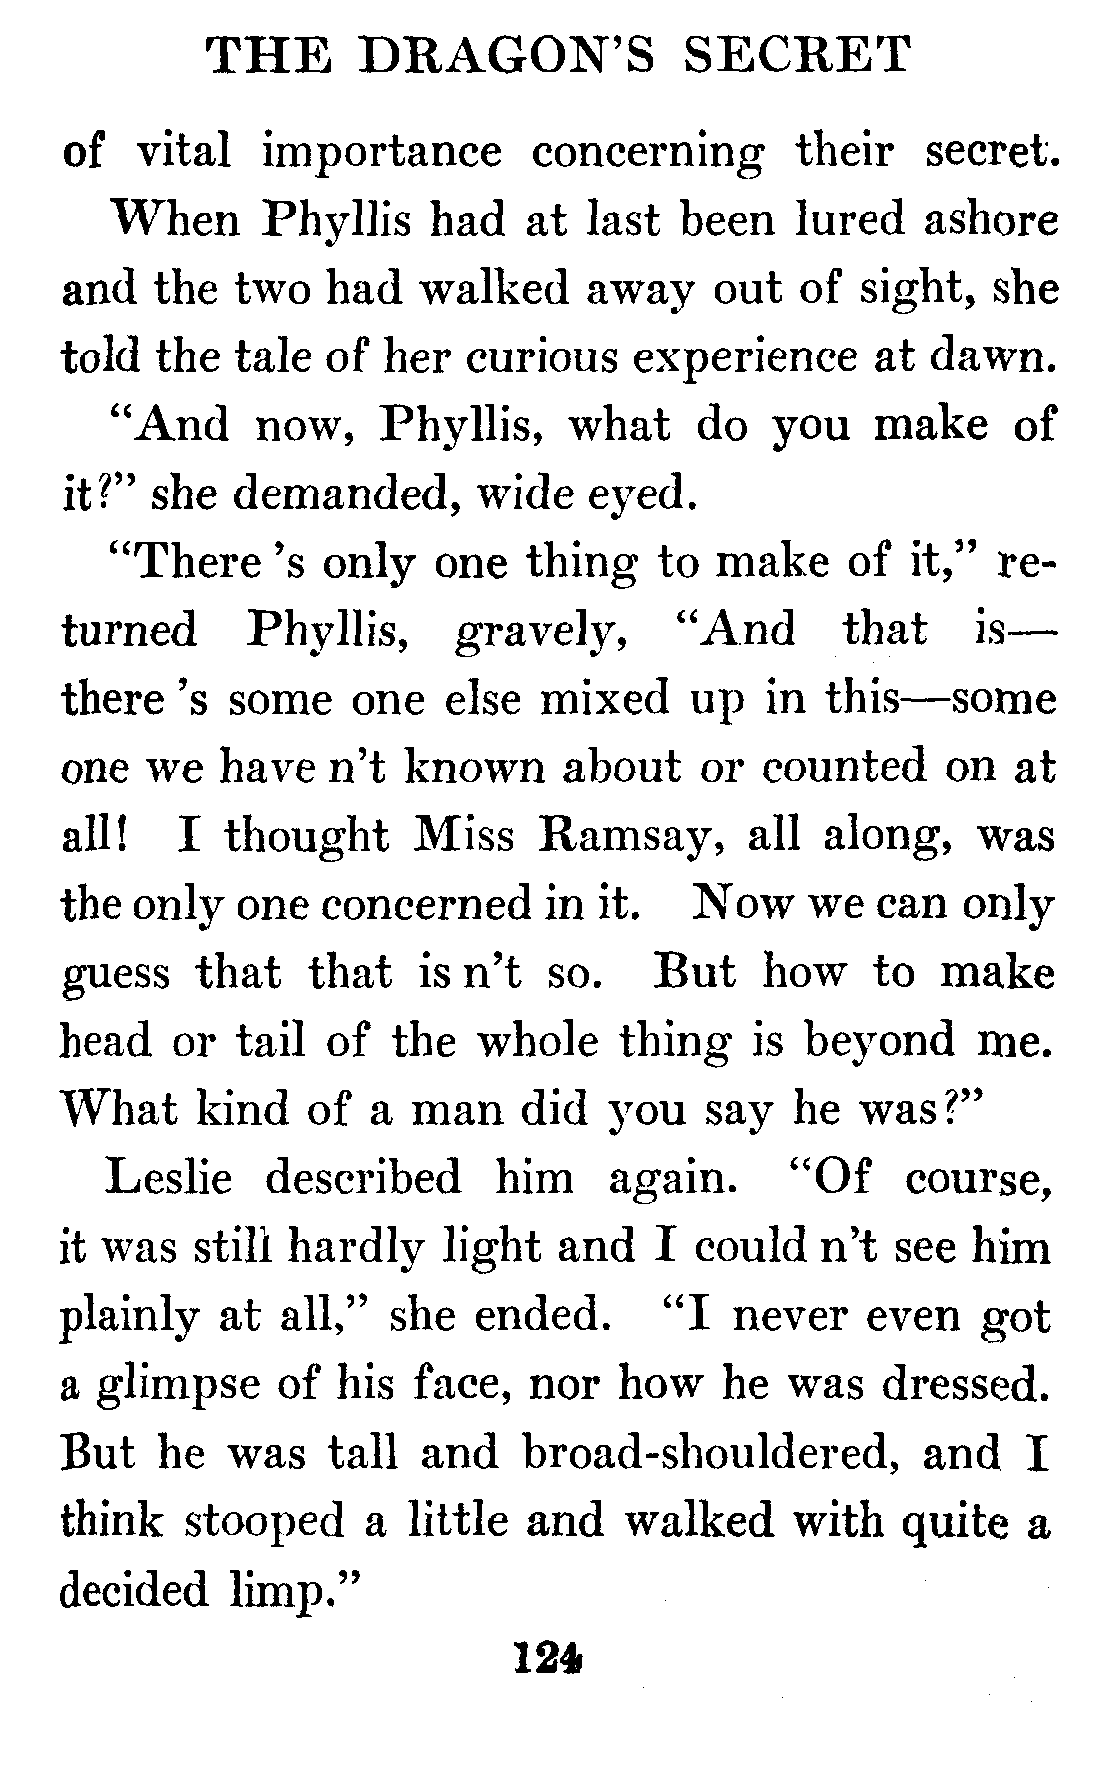 THE DRAGON'S SECRET
of vital importance concerning their secret.
When Phyllis had at last been lured ashore
and the two had walked away out of sight, she
told the tale of her curious experience at dawn.
"And now, Phyllis, what do you make of
it?" she demanded, wide eyed.
"There 's only one thing to make of it," re-
turned Phyllis, gravely, "And that is—
there 's some one else mixed up in this—some
one we have n't known about or counted on at
all! I thought Miss Ramsay, all along, was
the only one concerned in it. Now we can only
guess that that is n't so. But how to make
head or tail of the whole thing is beyond me.
What kind of a man did you say he was?"
Leslie described him again. "Of course,
it was still hardly light and I could n't see him
plainly at all," she ended. "I never even got
a glimpse of his face, nor how he was dressed.
But he was tall and broad-shouldered, and I
think stooped a little and walked with quite a
decided limp."
124